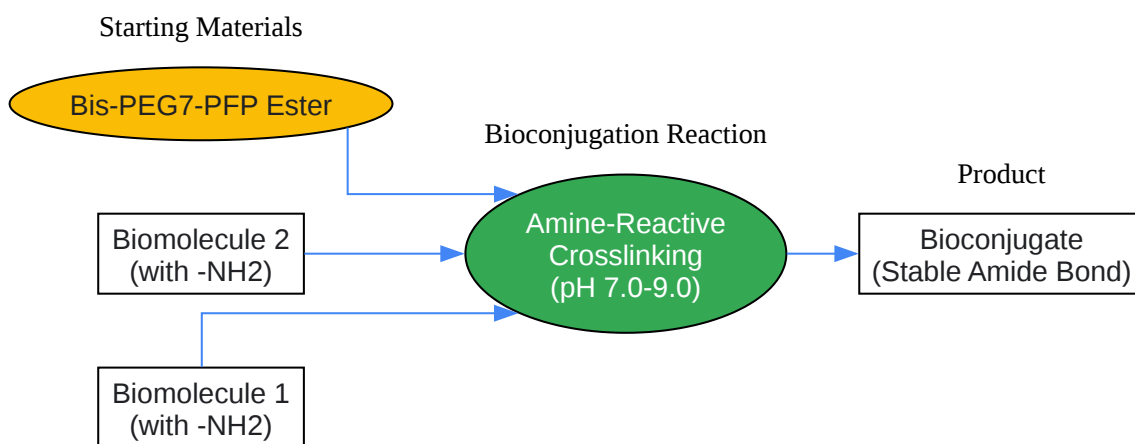 Starting Materials
Bis-PEG7-PFP Ester
Bioconjugation Reaction
Product
Biomolecule 2
(with -NH2)
Amine-Reactive
Crosslinking
(pH 7.0-9.0)
Bioconjugate
(Stable Amide Bond)
Biomolecule 1
(with -NH2)